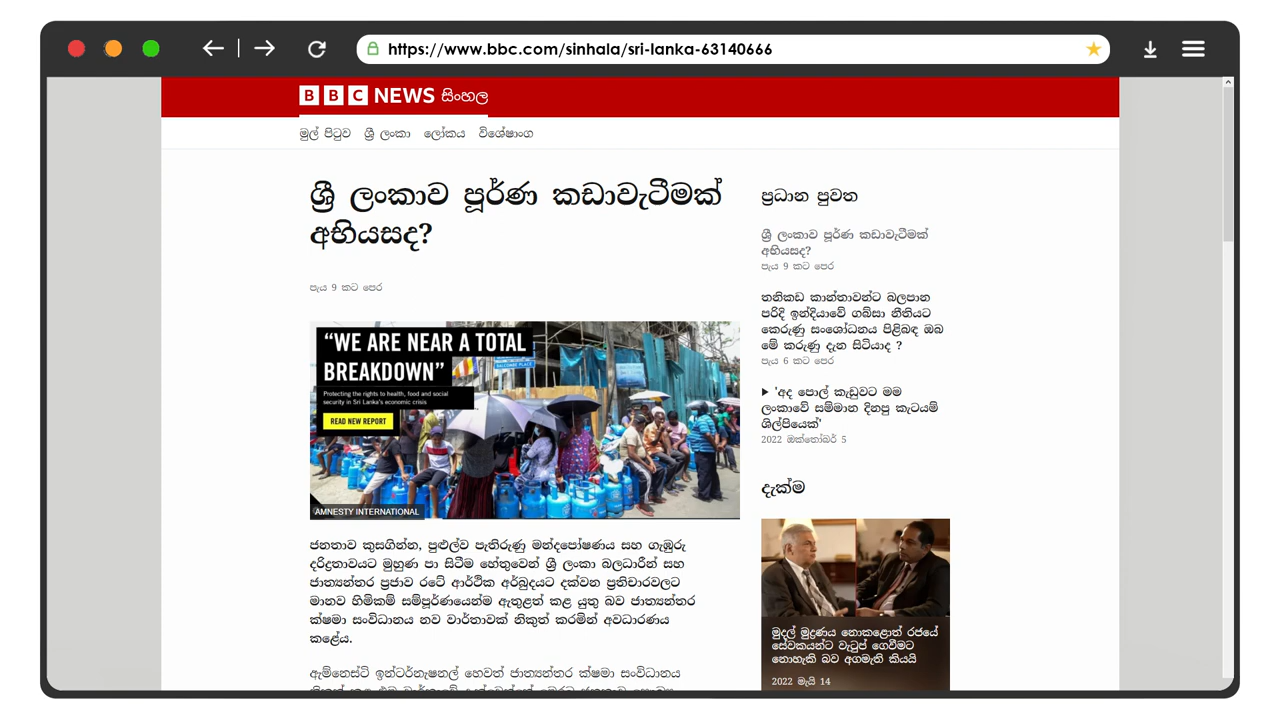 https://www.bbc.com/sinhala/sri-lanka-63140666
BBC NEWS සිංහල
මුල් පිටුව ශ්‍රී ලංකා ලෝකය විශේෂාංග
ශ්‍රී ලංකාව පූර්ණ කඩාවැටීමක්
අභියසද?
පැය 9 කට පෙර
“WE ARE NEAR A TOTAL
BREAKDOWN”
Protecting the rights to health, food and social
security in Sri Lanka's economic crisis
READ NEW REPORT
AMNESTY INTERNATIONAL
ජනතාව කුසගින්න, පුළුල්ව පැතිරුණු මන්දපෝෂණය සහ ගැඹුරු
දරිද්‍රතාවයට මුහුණ පා සිටීම හේතුවෙන් ශ්‍රී ලංකා බලධාරීන් සහ
ජාත්‍යන්තර ප්‍රජාව රටේ ආර්ථික අර්බුදයට දක්වන ප්‍රතිචාරවලට
මානව හිමිකම් සම්පූර්ණයෙන්ම ඇතුළත් කළ යුතු බව ජාත්‍යන්තර
ක්ෂමා සංවිධානය නව වාර්තාවක් නිකුත් කරමින් අවධාරණය
කළේය.
ඇම්නෙස්ටි ඉන්ටර්නැෂනල් හෙවත් ජාත්‍යන්තර ක්ෂමා සංවිධානය
ප්‍රධාන පුවත
ශ්‍රී ලංකාව පූර්ණ කඩාවැටීමක්
අභියසද?
පැය 9 කට පෙර
තනිකඩ කාන්තාවන්ට බලපාන
පරිදි ඉන්දියාවේ ගබ්සා නීතියට
කෙරුණු සංශෝධනය පිළිබඳ ඔබ
මේ කරුණු දැන සිටියාද ?
පැය 6 කට පෙර
'අද පොල් කැඩුවට මම
ලංකාවේ සම්මාන දිනපු කැටයම්
ශිල්පියෙක්'
2022 ඔක්තෝබර් 5
දැක්ම
මුදල් මුද්‍රණය නොකළොත් රජයේ
සේවකයන්ට වැටුප් ගෙවීමට
නොහැකි බව අගමැති කියයි
2022 මැයි 14